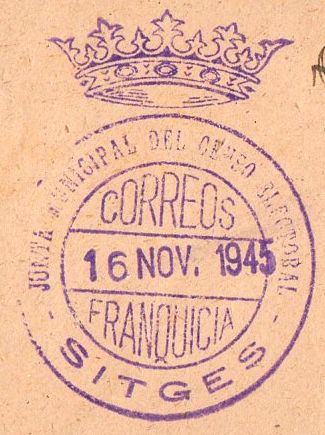 JUNTA MUNICIPAL DEL CENSO ELECTORAL
CORREOS
16 NOV. 1945
FRANQUICIA
- SITGES -